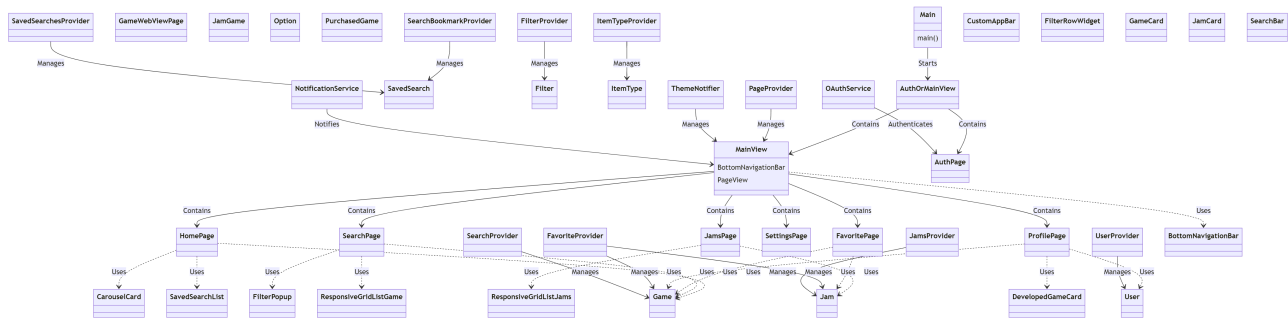 SavedSearchesProvider
GameWebViewPage
JamGame
Option
PurchasedGame
SearchBookmarkProvider
FilterProvider
ItemTypeProvider
Main
main()
CustomAppBar
FilterRowWidget
GameCard
JamCard
SearchBar
Manages
Manages
Manages
Manages
Starts
NotificationService
SavedSearch
Filter
ItemType
ThemeNotifier
PageProvider
OAuthService
AuthOrMainView
Notifies
Manages
Manages
Contains
Authenticates
Contains
MainView
BottomNavigationBar
PageView
AuthPage
Contains
Contains
Contains
Contains
Contains
Contains
Uses
HomePage
SearchPage
SearchProvider
FavoriteProvider
JamsPage
SettingsPage
FavoritePage
JamsProvider
ProfilePage
UserProvider
BottomNavigationBar
Uses
Uses
Uses
Uses
Uses
Manages
Manages
Uses
Uses
Uses
Manages
Manages
Uses
Uses
Uses
Manages
Uses
CarouselCard
SavedSearchList
FilterPopup
ResponsiveGridListGame
ResponsiveGridListJams
Game
Jam
DevelopedGameCard
User